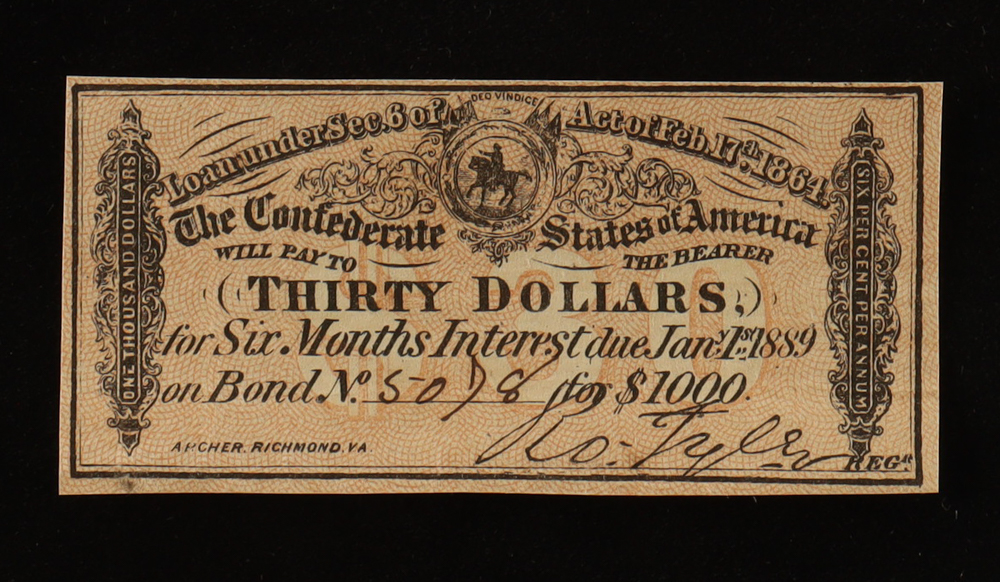 DEO VINDICE
Loan under Sec. 6 of Act of Feb. 17th 1864.
The Confederate States of America
WILL PAY TO THE BEARER
(THIRTY DOLLARS,)
for Six Months Interest due Jany. 1st 1889
on Bond No. 5078 for $1000.
Ro. Tyler
REGR.
ARCHER, RICHMOND, VA.
ONE THOUSAND DOLLARS
SIX PER CENT PER ANNUM
$30